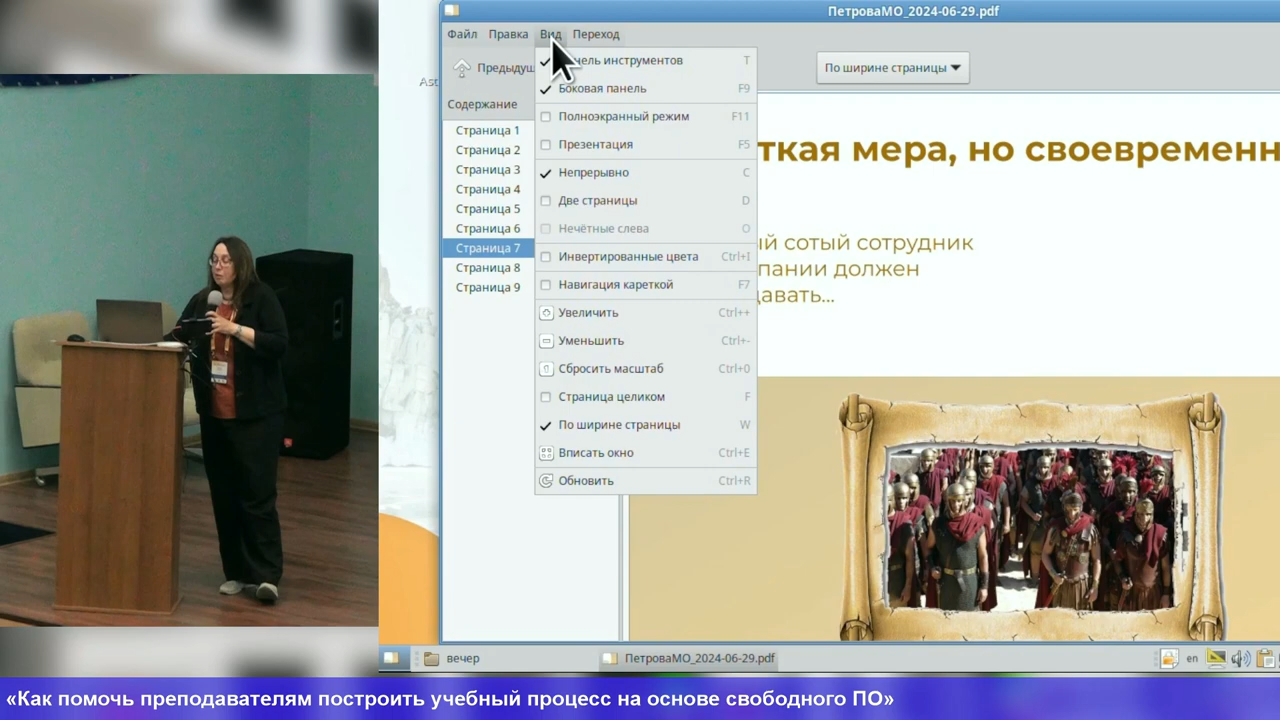 ПетроваМО_2024-06-29.pdf
Файл Правка Вид Переход
Предыдущ
По ширине страницы
Ast
Содержание
Страница 1
Страница 2
Страница 3
Страница 4
Страница 5
Страница 6
Страница 7
Страница 8
Страница 9
нель инструментов T
Боковая панель F9
Полноэкранный режим F11
Презентация F5
Непрерывно C
Две страницы D
Нечётные слева O
Инвертированные цвета Ctrl+I
Навигация кареткой F7
Увеличить Ctrl++
Уменьшить Ctrl+-
Сбросить масштаб Ctrl+0
Страница целиком F
По ширине страницы W
Вписать окно Ctrl+E
Обновить Ctrl+R
ткая мера, но своевременн
ый сотый сотрудник
пании должен
давать...
вечер
ПетроваМО_2024-06-29.pdf
en
«Как помочь преподавателям построить учебный процесс на основе свободного ПО»